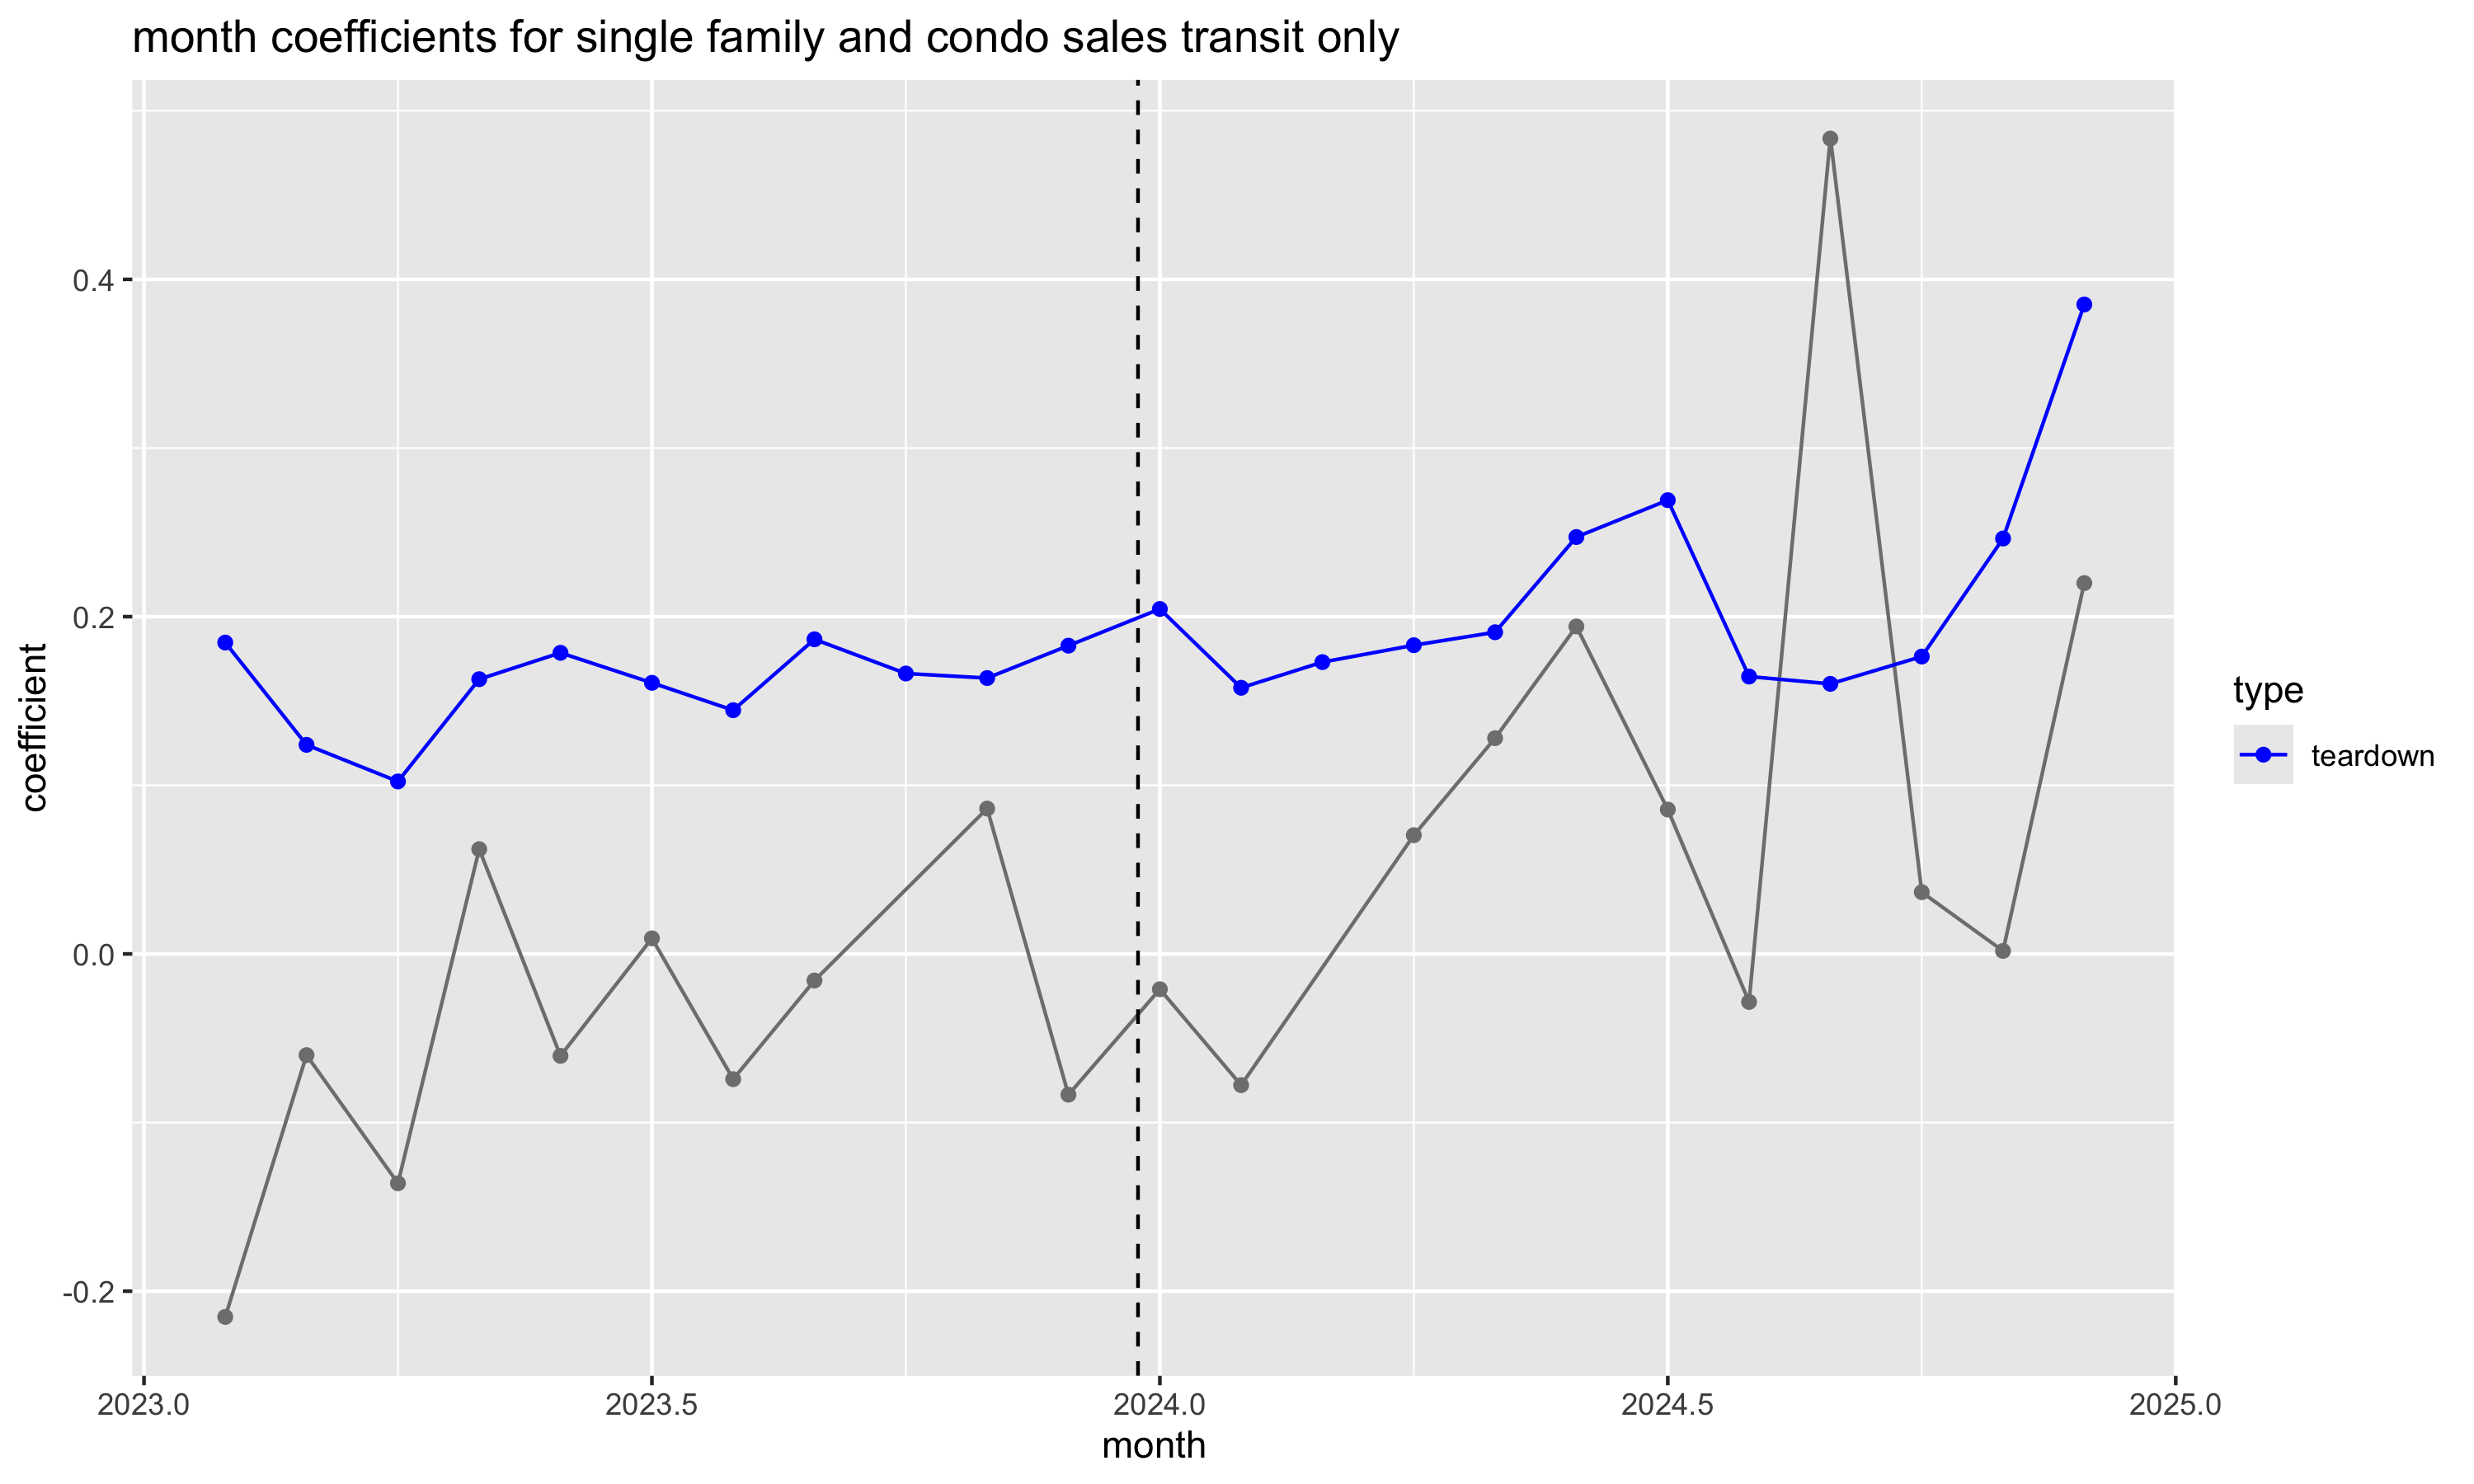 month coefficients for single family and condo sales transit only
coefficient
0.4
0.2
0.0
-0.2
2023.0
2023.5
2024.0
2024.5
2025.0
month
type
teardown